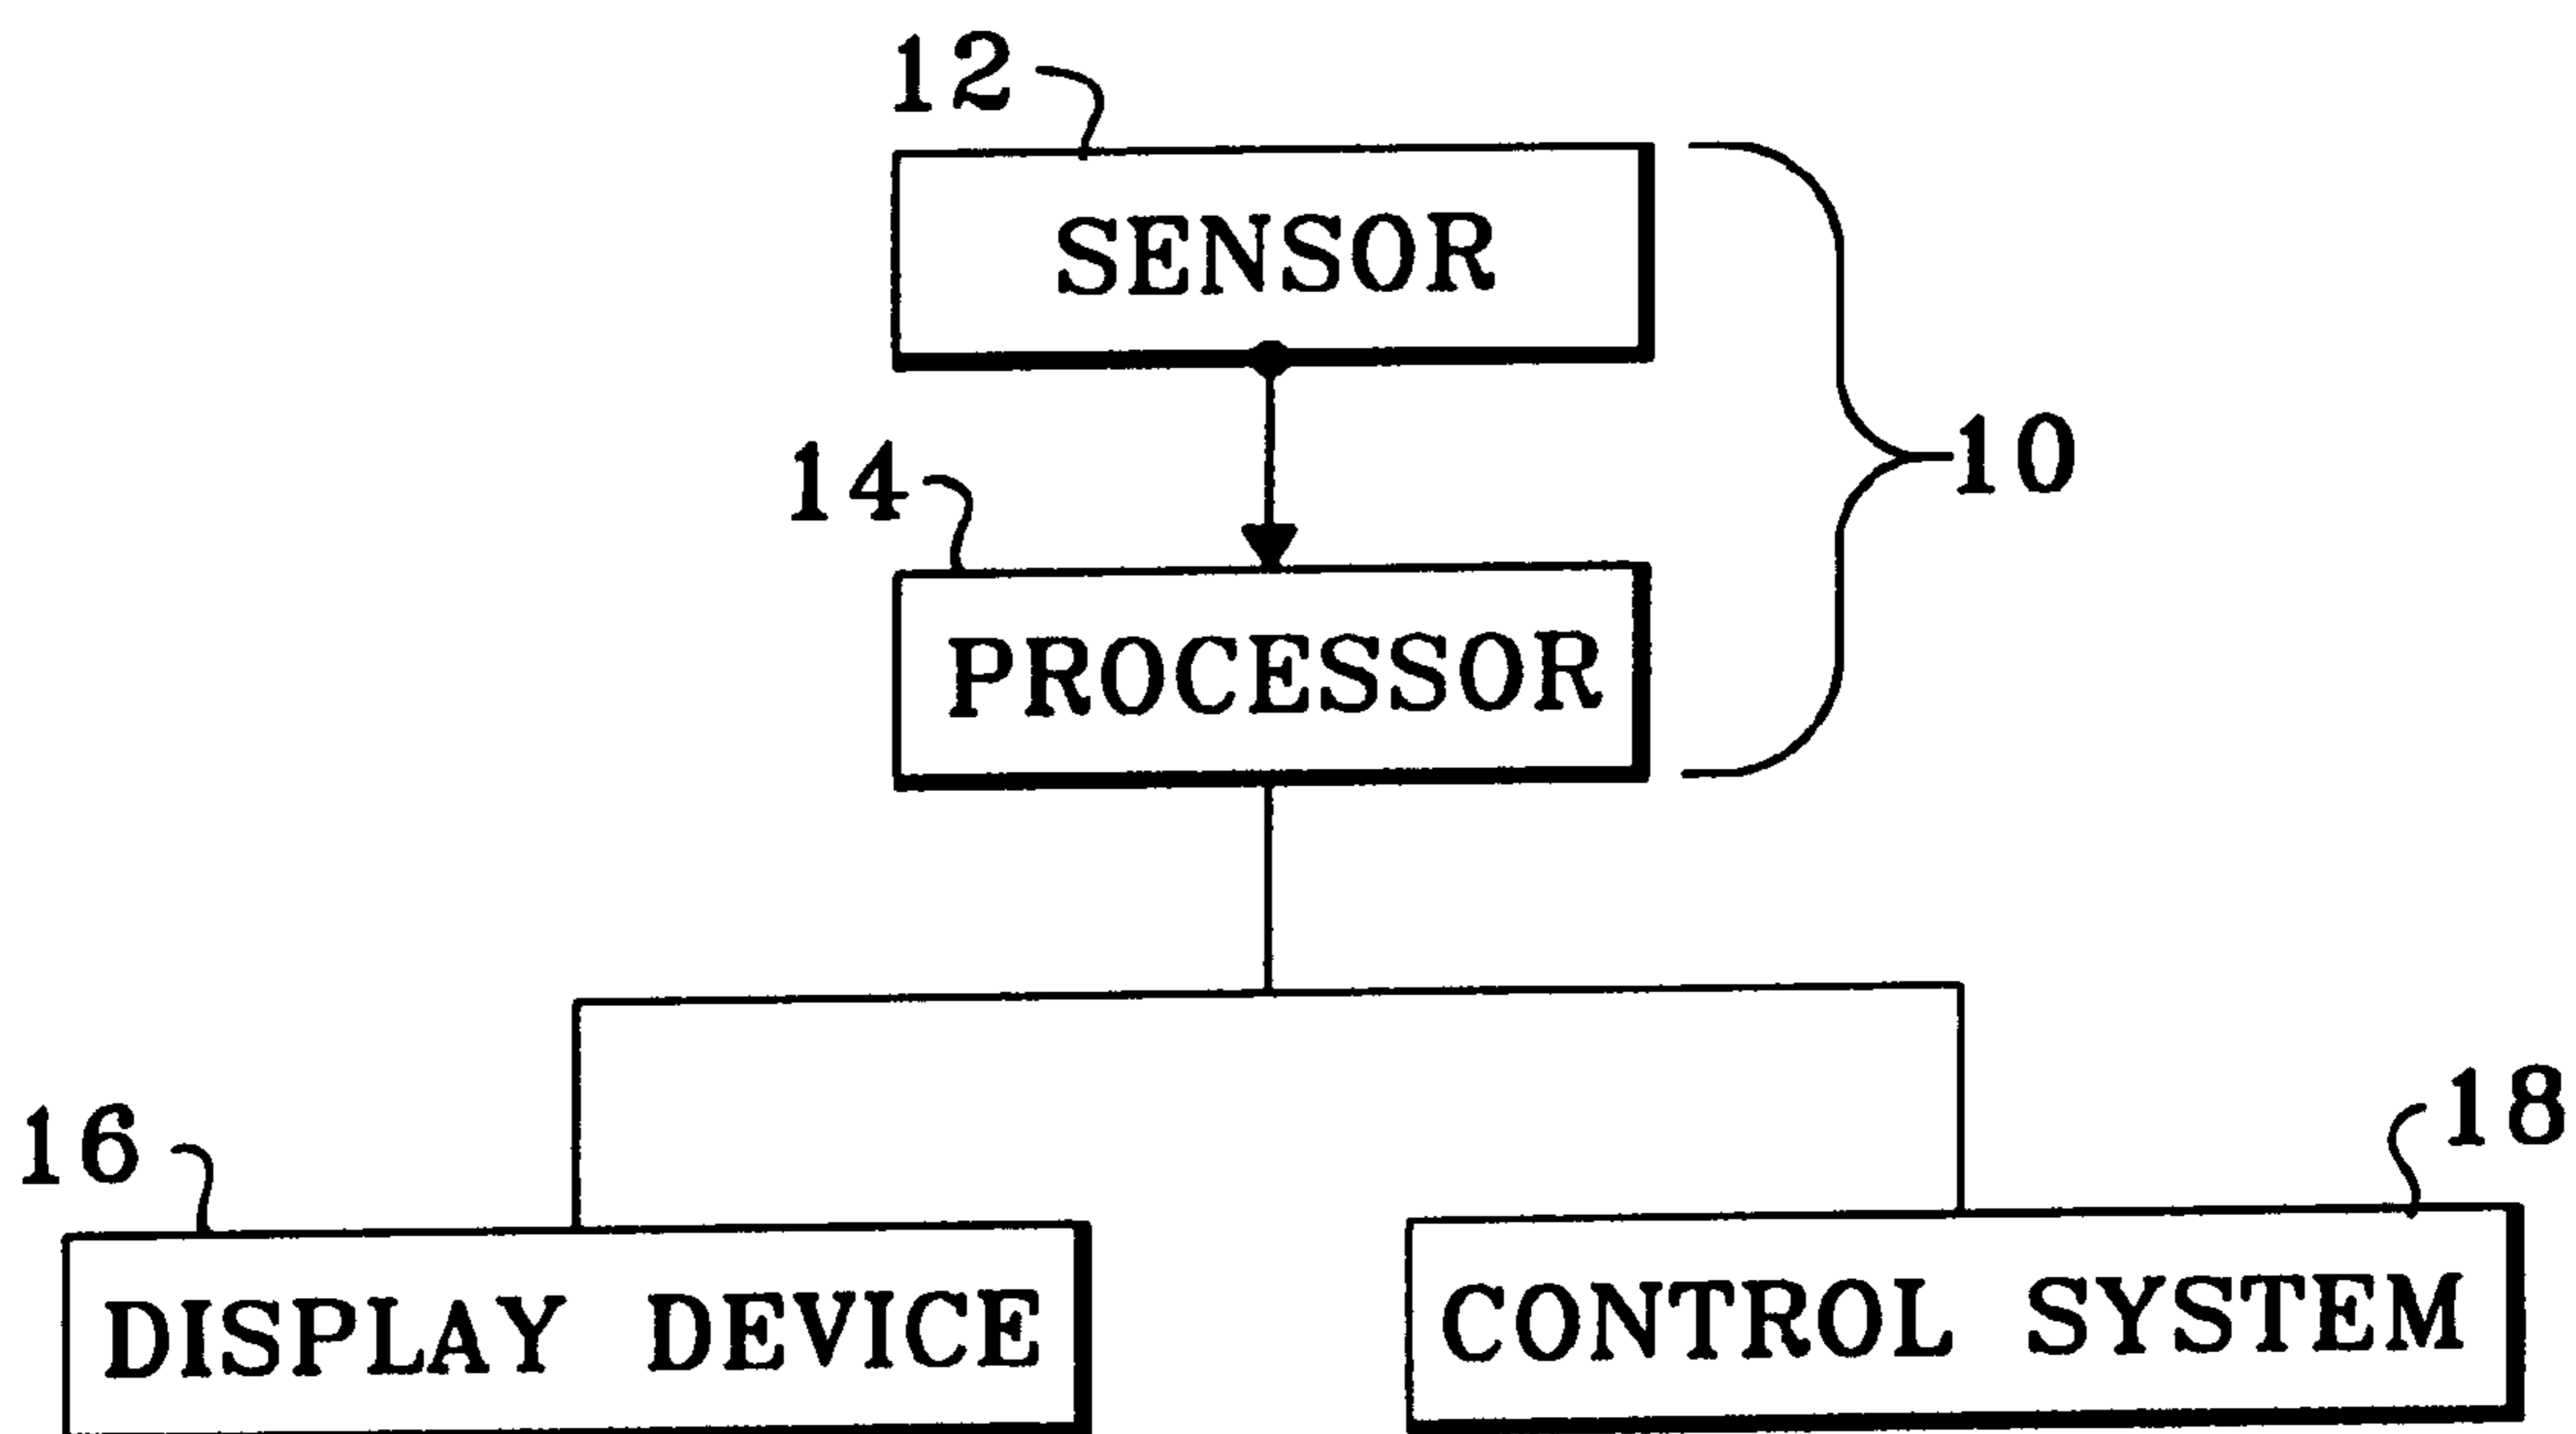 12
SENSOR
10
14
PROCESSOR
16
18
DISPLAY DEVICE
CONTROL SYSTEM